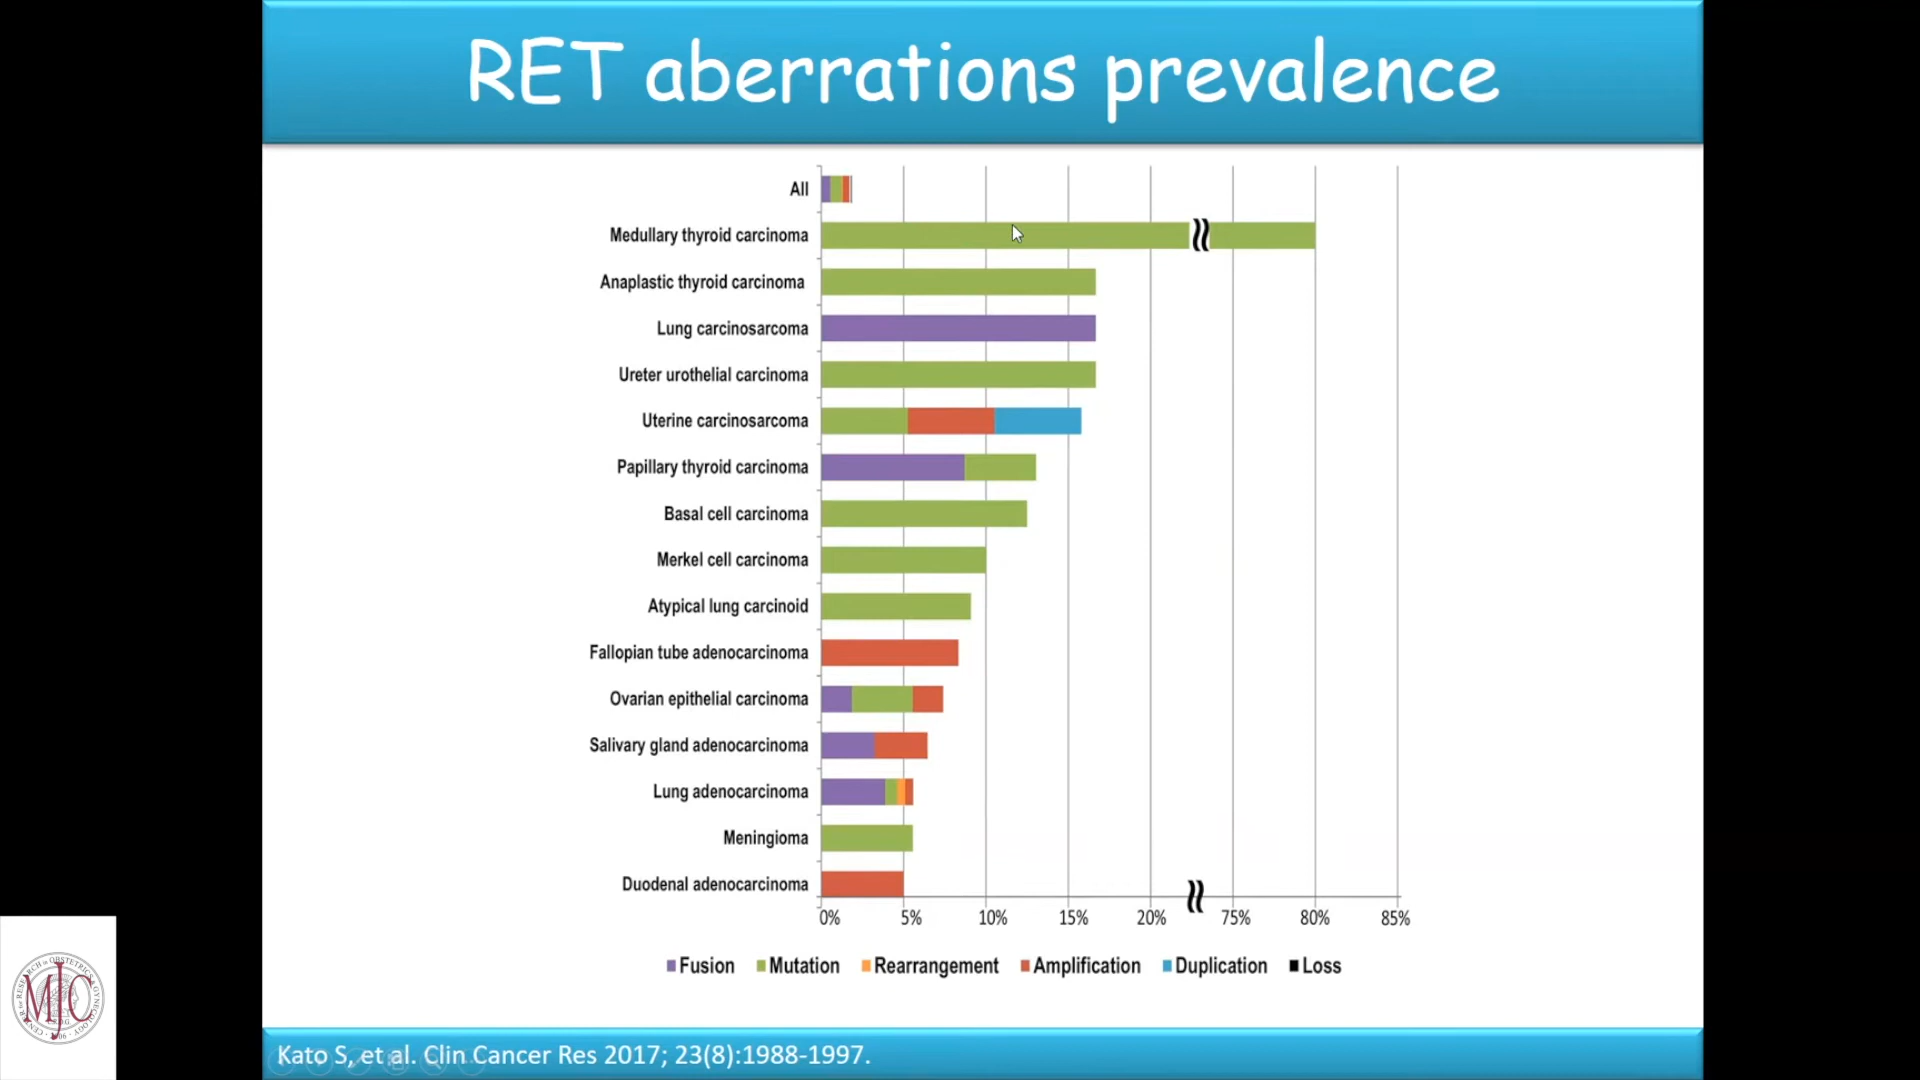 RET aberrations prevalence
All
Medullary thyroid carcinoma
Anaplastic thyroid carcinoma
Lung carcinosarcoma
Ureter urothelial carcinoma
Uterine carcinosarcoma
Papillary thyroid carcinoma
Basal cell carcinoma
Merkel cell carcinoma
Atypical lung carcinoid
Fallopian tube adenocarcinoma
Ovarian epithelial carcinoma
Salivary gland adenocarcinoma
Lung adenocarcinoma
Meningioma
Duodenal adenocarcinoma
0% 5% 10% 15% 20% 75% 80% 85%
Fusion Mutation Rearrangement Amplification Duplication Loss
MJC
Kato S, et al. Clin Cancer Res 2017; 23(8):1988-1997.